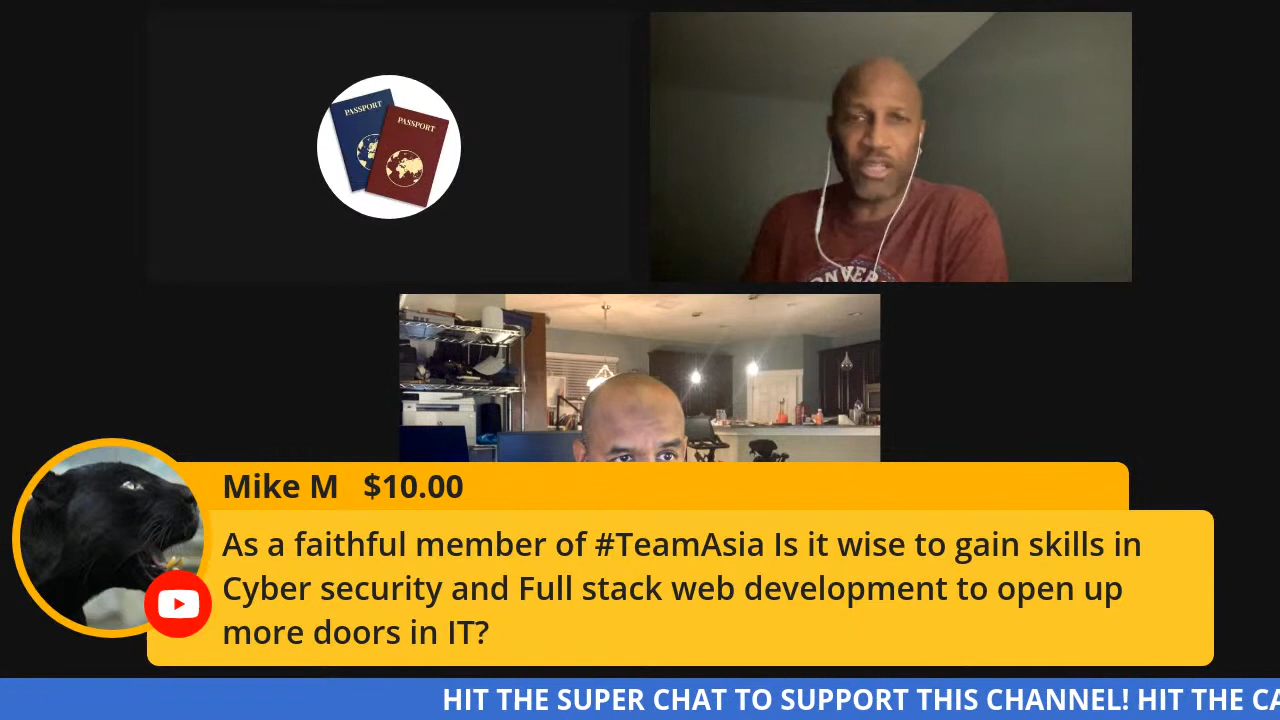 PASSPORT
PASSPORT
CONVER
Mike M $10.00
As a faithful member of #TeamAsia Is it wise to gain skills in
Cyber security and Full stack web development to open up
more doors in IT?
HIT THE SUPER CHAT TO SUPPORT THIS CHANNEL! HIT THE CA